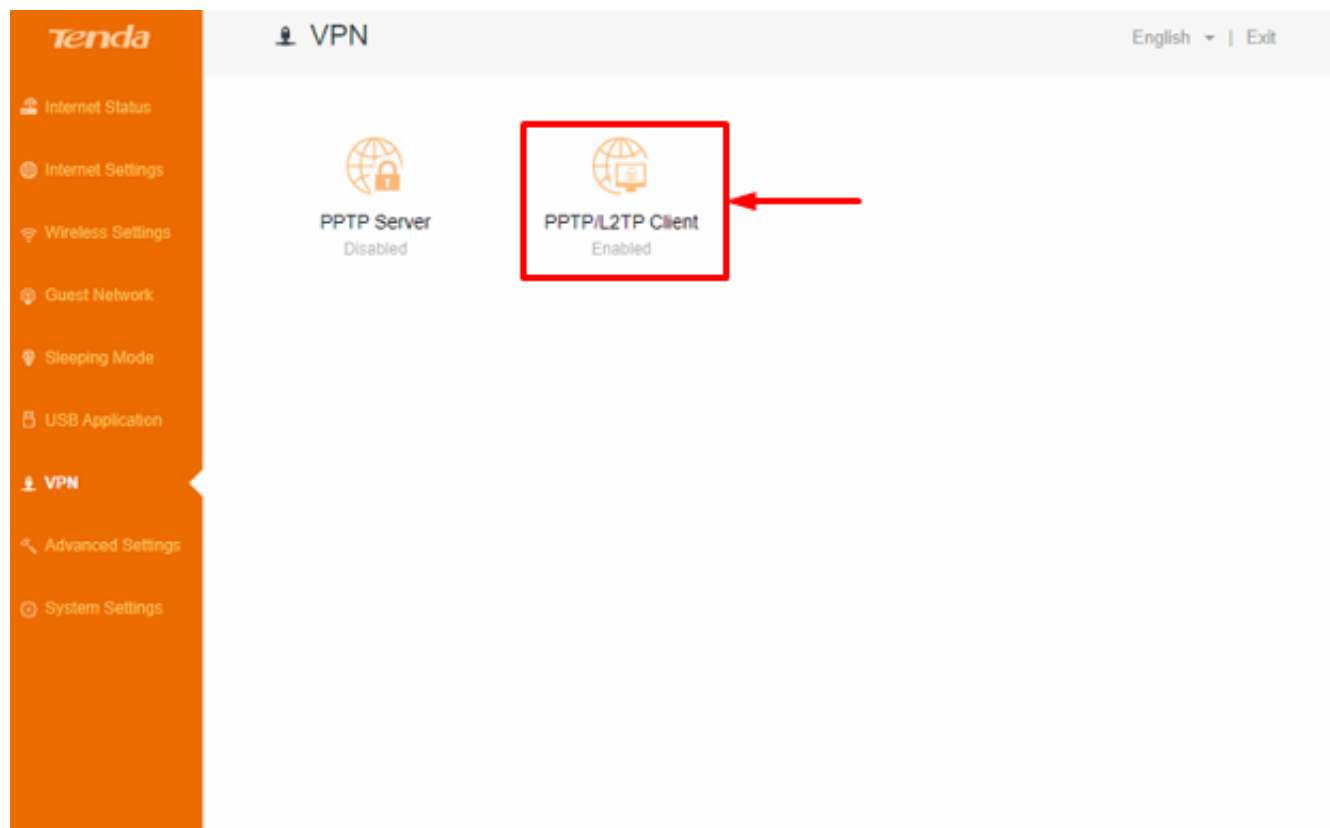 Tenda
VPN
English | Exit
Internet Status
Internet Settings
Wireless Settings
Guest Network
Sleeping Mode
USB Application
VPN
Advanced Settings
System Settings
PPTP Server
Disabled
PPTP/L2TP Client
Enabled